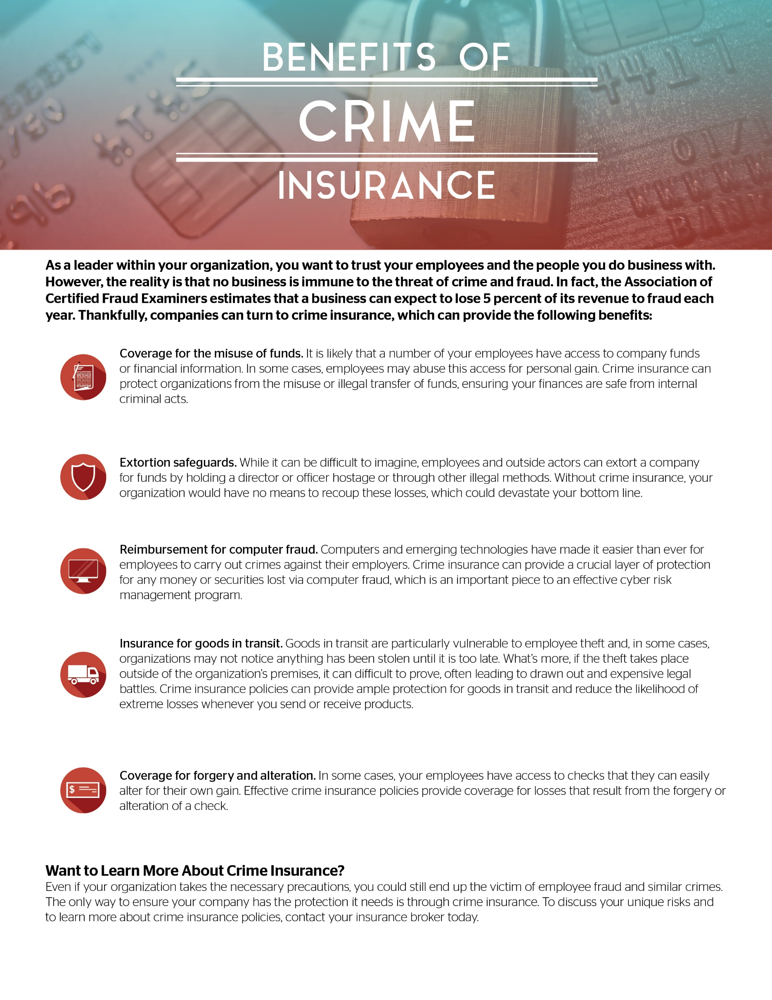 BENEFITS OF
CRIME
INSURANCE
4417
01/
BANK
96
As a leader within your organization, you want to trust your employees and the people you do business with.
However, the reality is that no business is immune to the threat of crime and fraud. In fact, the Association of
Certified Fraud Examiners estimates that a business can expect to lose 5 percent of its revenue to fraud each
year. Thankfully, companies can turn to crime insurance, which can provide the following benefits:
Coverage for the misuse of funds. It is likely that a number of your employees have access to company funds
or financial information. In some cases, employees may abuse this access for personal gain. Crime insurance can
protect organizations from the misuse or illegal transfer of funds, ensuring your finances are safe from internal
criminal acts.
Extortion safeguards. While it can be difficult to imagine, employees and outside actors can extort a company
for funds by holding a director or officer hostage or through other illegal methods. Without crime insurance, your
organization would have no means to recoup these losses, which could devastate your bottom line.
Reimbursement for computer fraud. Computers and emerging technologies have made it easier than ever for
employees to carry out crimes against their employers. Crime insurance can provide a crucial layer of protection
for any money or securities lost via computer fraud, which is an important piece to an effective cyber risk
management program.
Insurance for goods in transit. Goods in transit are particularly vulnerable to employee theft and, in some cases,
organizations may not notice anything has been stolen until it is too late. What's more, if the theft takes place
outside of the organization's premises, it can difficult to prove, often leading to drawn out and expensive legal
battles. Crime insurance policies can provide ample protection for goods in transit and reduce the likelihood of
extreme losses whenever you send or receive products.
$
Coverage for forgery and alteration. In some cases, your employees have access to checks that they can easily
alter for their own gain. Effective crime insurance policies provide coverage for losses that result from the forgery or
alteration of a check.
Want to Learn More About Crime Insurance?
Even if your organization takes the necessary precautions, you could still end up the victim of employee fraud and similar crimes.
The only way to ensure your company has the protection it needs is through crime insurance. To discuss your unique risks and
to learn more about crime insurance policies, contact your insurance broker today.